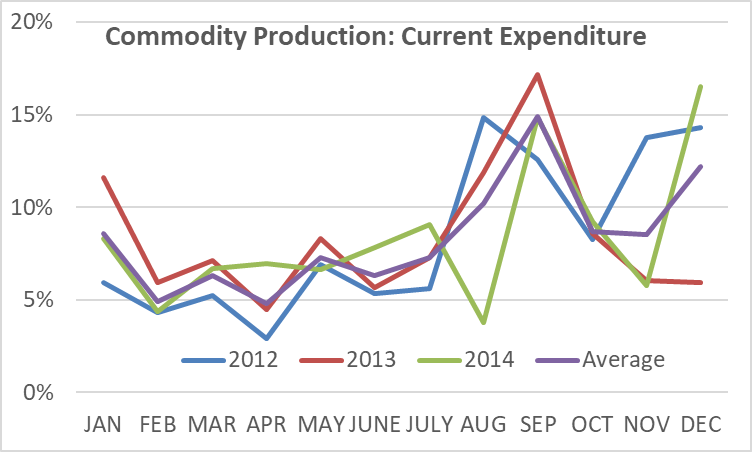 Commodity Production: Current Expenditure
20%
15%
10%
5%
0%
2012 2013 2014 Average
JAN FEB MAR APR MAY JUNE JULY AUG SEP OCT NOV DEC